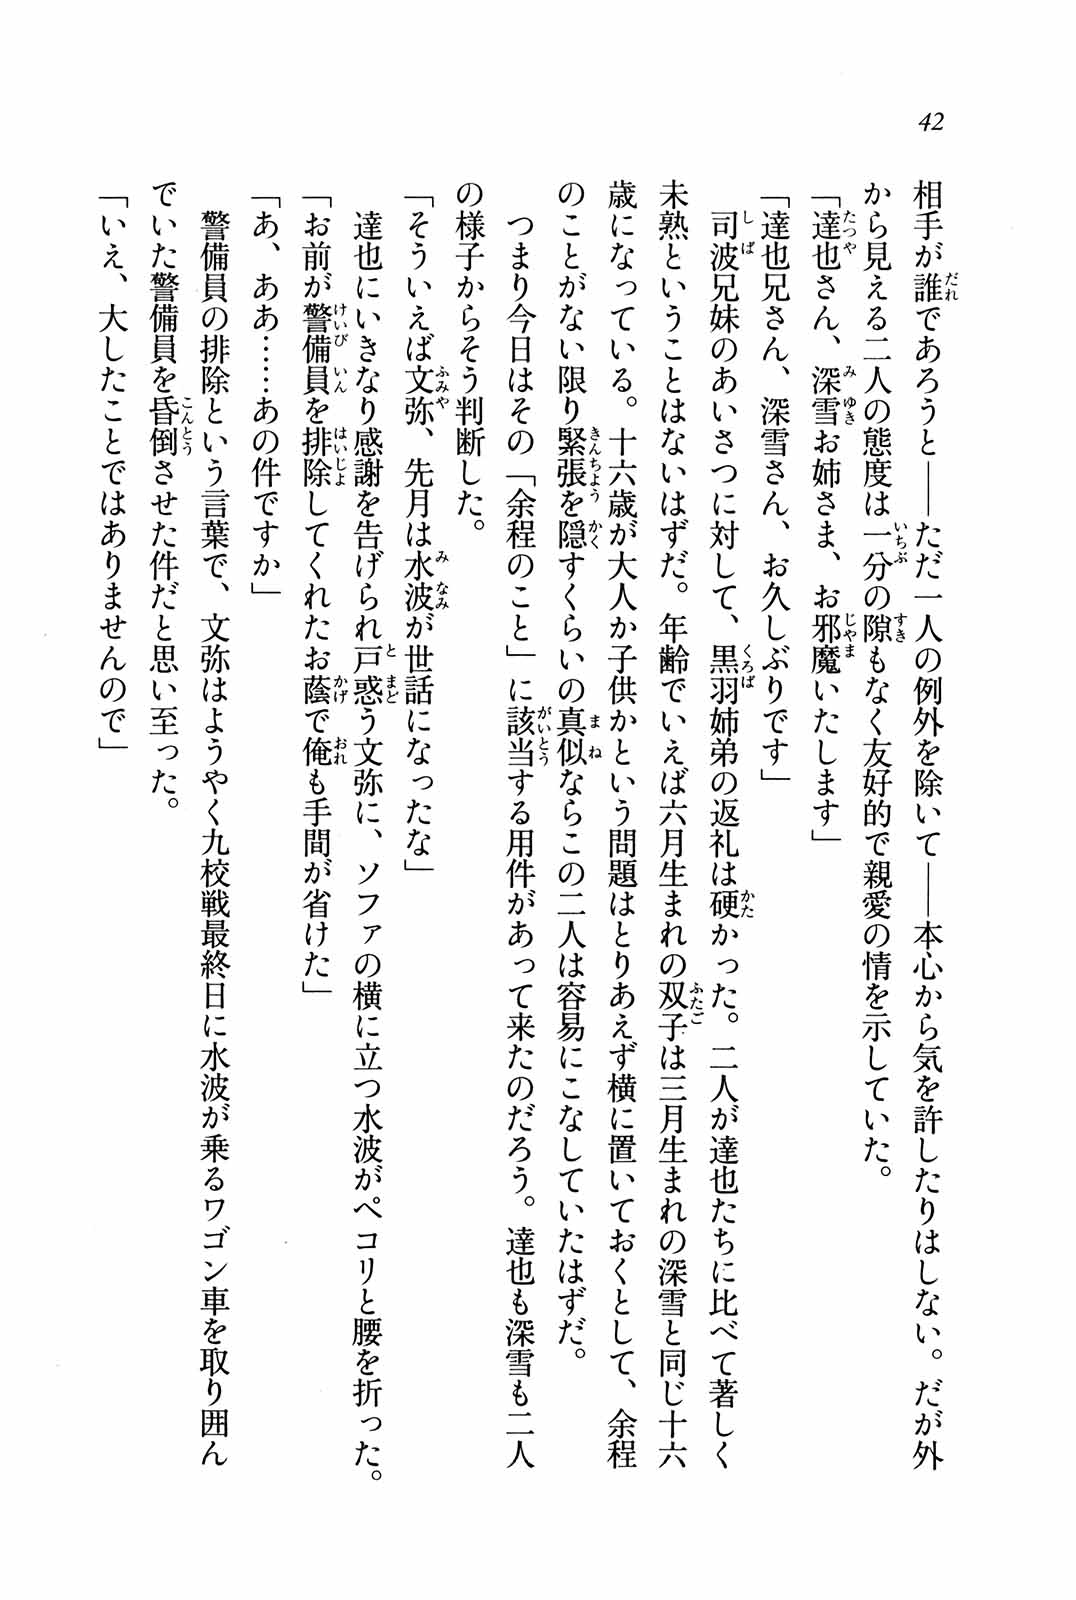 42
相手が誰であろうと――ただ一人の例外を除いて――本心から気を許したりはしない。だが外
から見える二人の態度は一分の隙もなく友好的で親愛の情を示していた。
「達也さん、深雪お姉さま、お邪魔いたします」
「達也兄さん、深雪さん、お久しぶりです」
司波兄妹のあいさつに対して、黒羽姉弟の返礼は硬かった。二人が達也たちに比べて著しく
未熟ということはないはずだ。年齢でいえば六月生まれの双子は三月生まれの深雪と同じ十六
歳になっている。十六歳が大人か子供かという問題はとりあえず横に置いておくとして、余程
のことがない限り緊張を隠すくらいの真似ならこの二人は容易にこなしていたはずだ。
つまり今日はその「余程のこと」に該当する用件があって来たのだろう。達也も深雪も二人
の様子からそう判断した。
「そういえば文弥、先月は水波が世話になったな」
達也にいきなり感謝を告げられ戸惑う文弥に、ソファの横に立つ水波がペコリと腰を折った。
「お前が警備員を排除してくれたお蔭で俺も手間が省けた」
「あ、ああ……あの件ですか」
警備員の排除という言葉で、文弥はようやく九校戦最終日に水波が乗るワゴン車を取り囲ん
でいた警備員を昏倒させた件だと思い至った。
「いえ、大したことではありませんので」